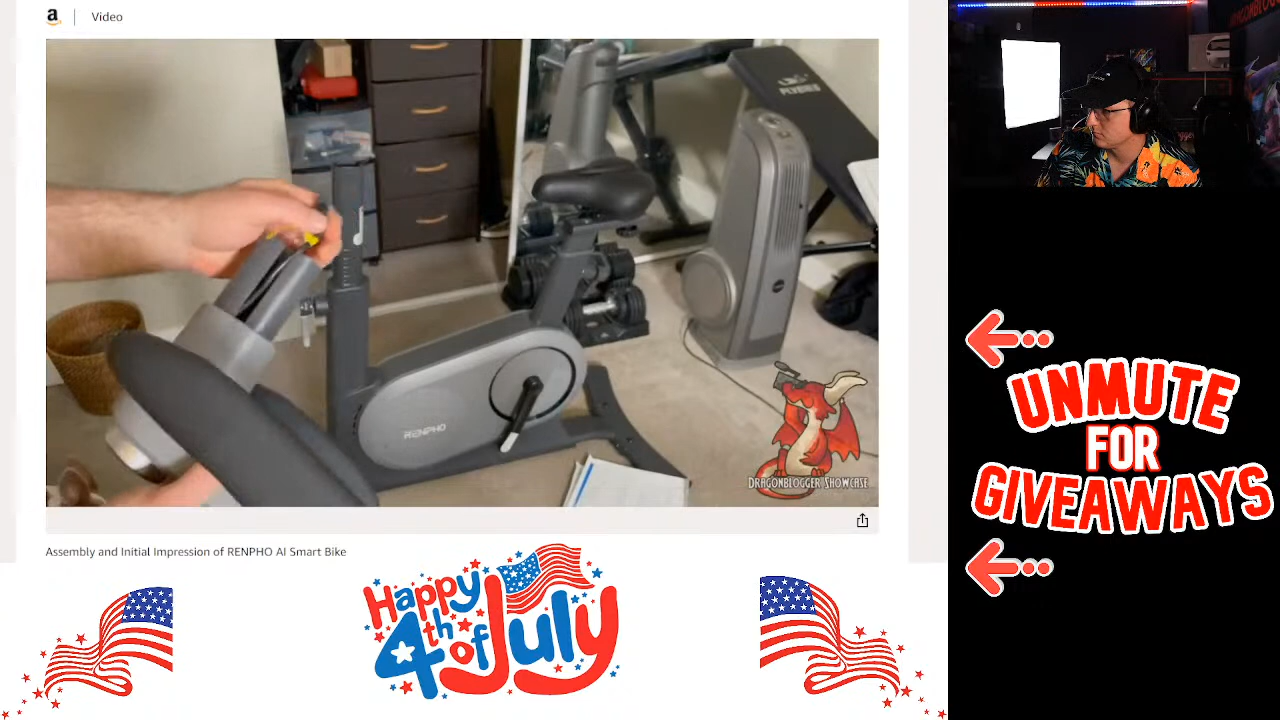 a
Video
FLYBIRD
RENPHO
DRAGONBLOGGER SHOWCASE
Assembly and Initial Impression of RENPHO AI Smart Bike
Happy
4th of July
UNMUTE
FOR
GIVEAWAYS